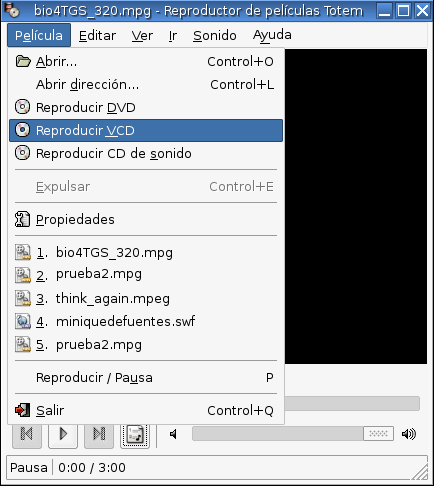 bio4TGS_320.mpg - Reproductor de películas Totem
Película Editar Ver Ir Sonido Ayuda
Abrir... Control+O
Abrir dirección... Control+L
Reproducir DVD
Reproducir VCD
Reproducir CD de sonido
Expulsar Control+E
Propiedades
1. bio4TGS_320.mpg
2. prueba2.mpg
3. think_again.mpeg
4. miniquedefuentes.swf
5. prueba2.mpg
Reproducir / Pausa P
Salir Control+Q
Pausa 0:00 / 3:00